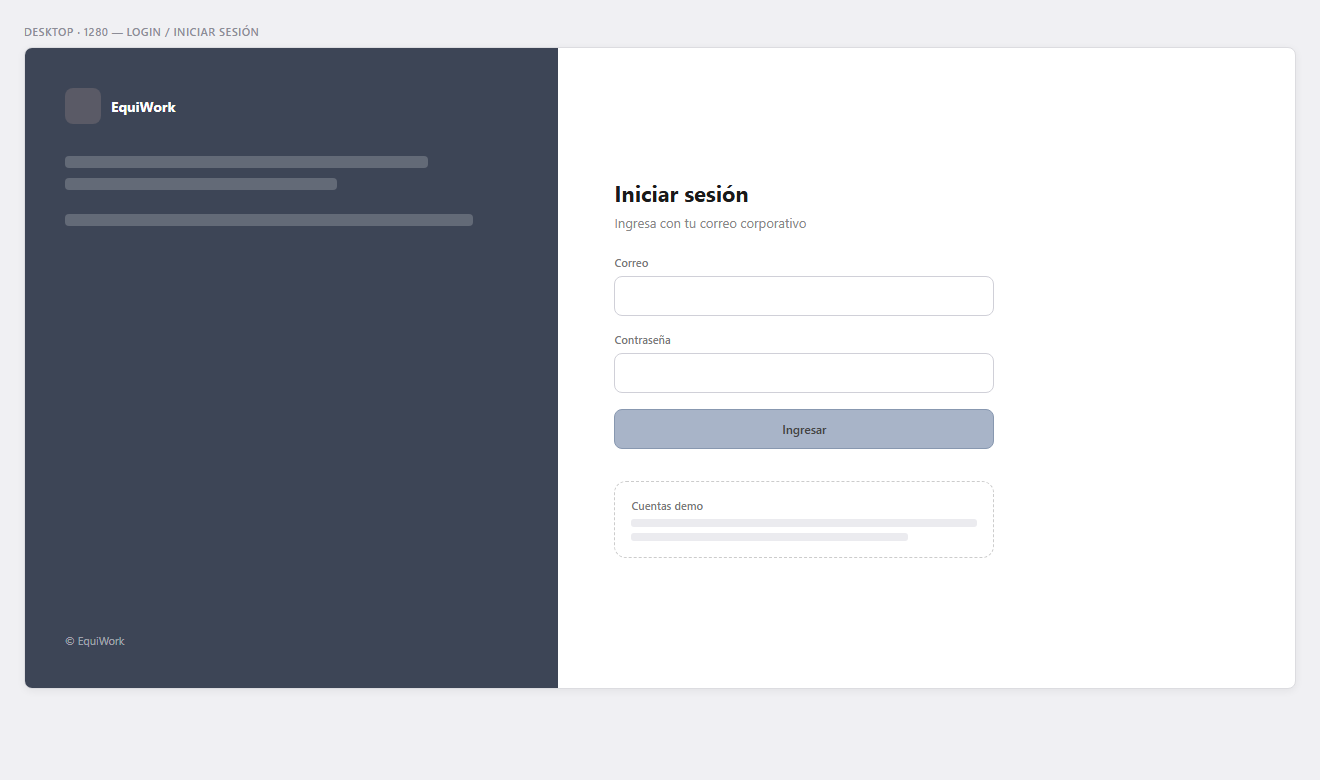 DESKTOP · 1280 — LOGIN / INICIAR SESIÓN
EquiWork
© EquiWork
Iniciar sesión
Ingresa con tu correo corporativo
Correo
Contraseña
Ingresar
Cuentas demo